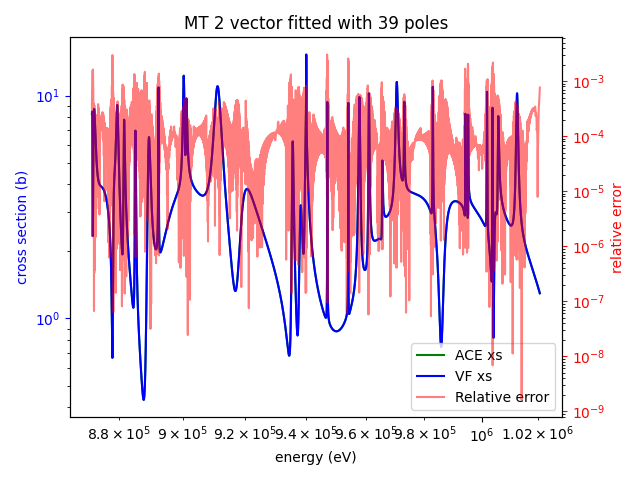 MT 2 vector fitted with 39 poles
10¹
10⁰
cross section (b)
10⁻³
10⁻⁴
10⁻⁵
10⁻⁶
10⁻⁷
10⁻⁸
10⁻⁹
relative error
ACE xs
VF xs
Relative error
8.8 × 10⁵ 9 × 10⁵ 9.2 × 10⁵ 9.4 × 10⁵ 9.6 × 10⁵ 9.8 × 10⁵ 10⁶ 1.02 × 10⁶
energy (eV)